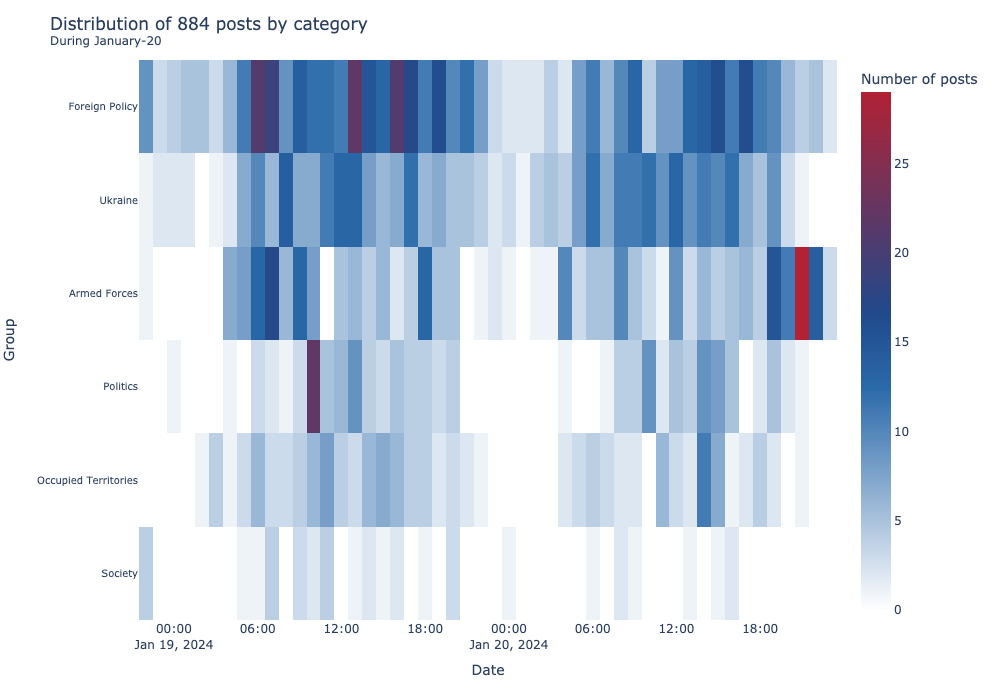 Distribution of 884 posts by category
During January-20
Number of posts
Foreign Policy
Ukraine
Armed Forces
Politics
Occupied Territories
Society
Group
25
20
15
10
5
0
00:00 06:00 12:00 18:00 00:00 06:00 12:00 18:00
Jan 19, 2024 Jan 20, 2024
Date